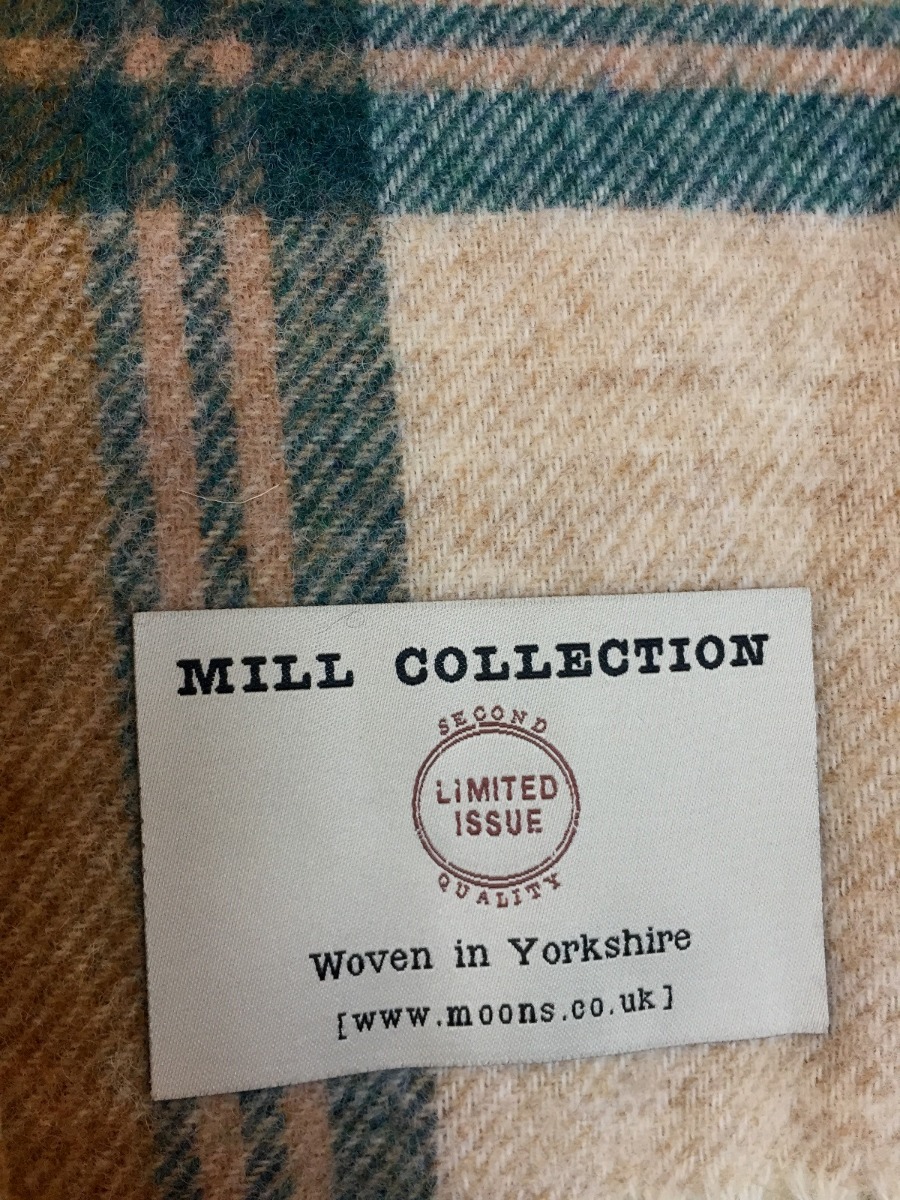 MILL COLLECTION
SECOND
LIMITED
ISSUE
QUALITY
Woven in Yorkshire
[www.moons.co.uk]